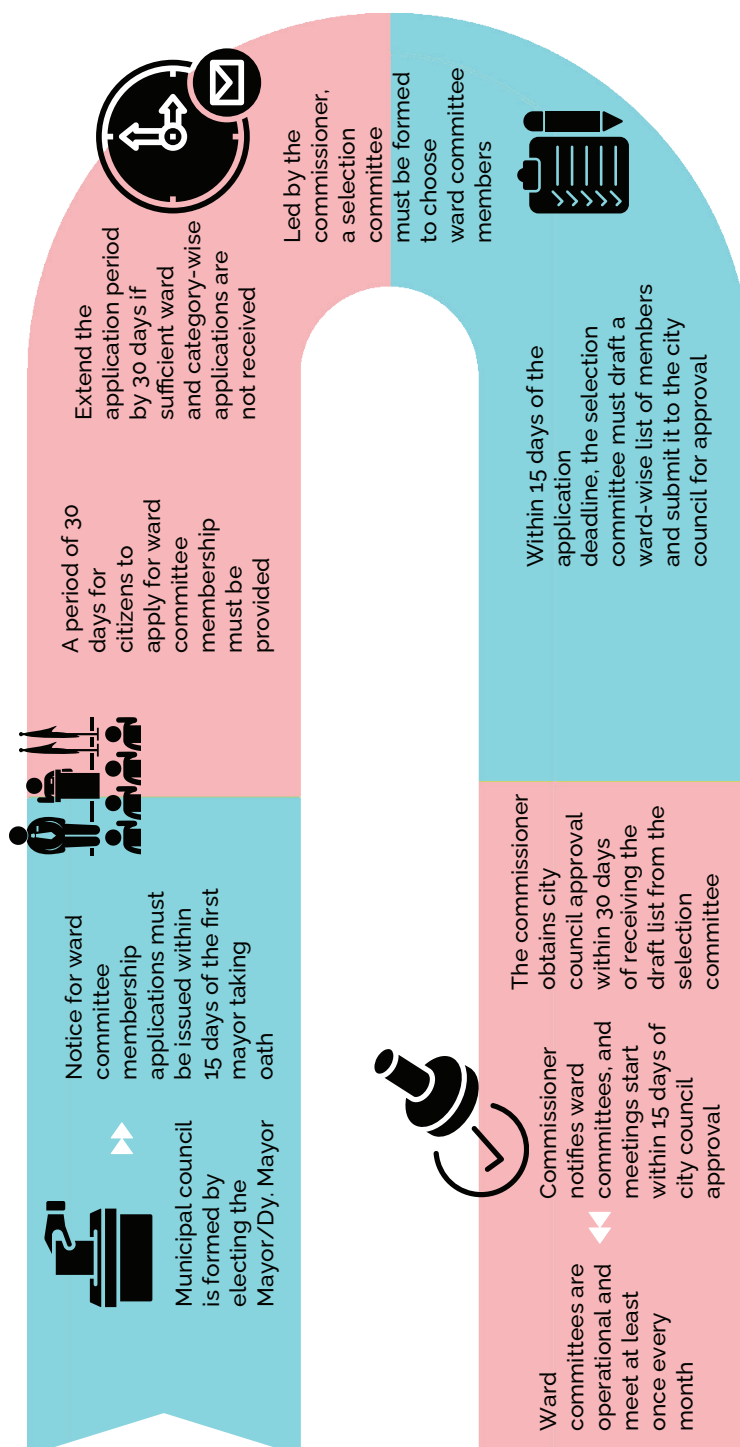 Municipal council
is formed by
electing the
Mayor/Dy. Mayor
Notice for ward
committee
membership
applications must
be issued within
15 days of the first
mayor taking
oath
A period of 30
days for
citizens to
apply for ward
committee
membership
must be
provided
Extend the
application period
by 30 days if
sufficient ward
and category-wise
applications are
not received
Led by the
commissioner,
a selection
committee
must be formed
to choose
ward committee
members
Within 15 days of the
application
deadline, the selection
committee must draft a
ward-wise list of members
and submit it to the city
council for approval
The commissioner
obtains city
council approval
within 30 days
of receiving the
draft list from the
selection
committee
Commissioner
notifies ward
committees, and
meetings start
within 15 days of
city council
approval
Ward
committees are
operational and
meet at least
once every
month